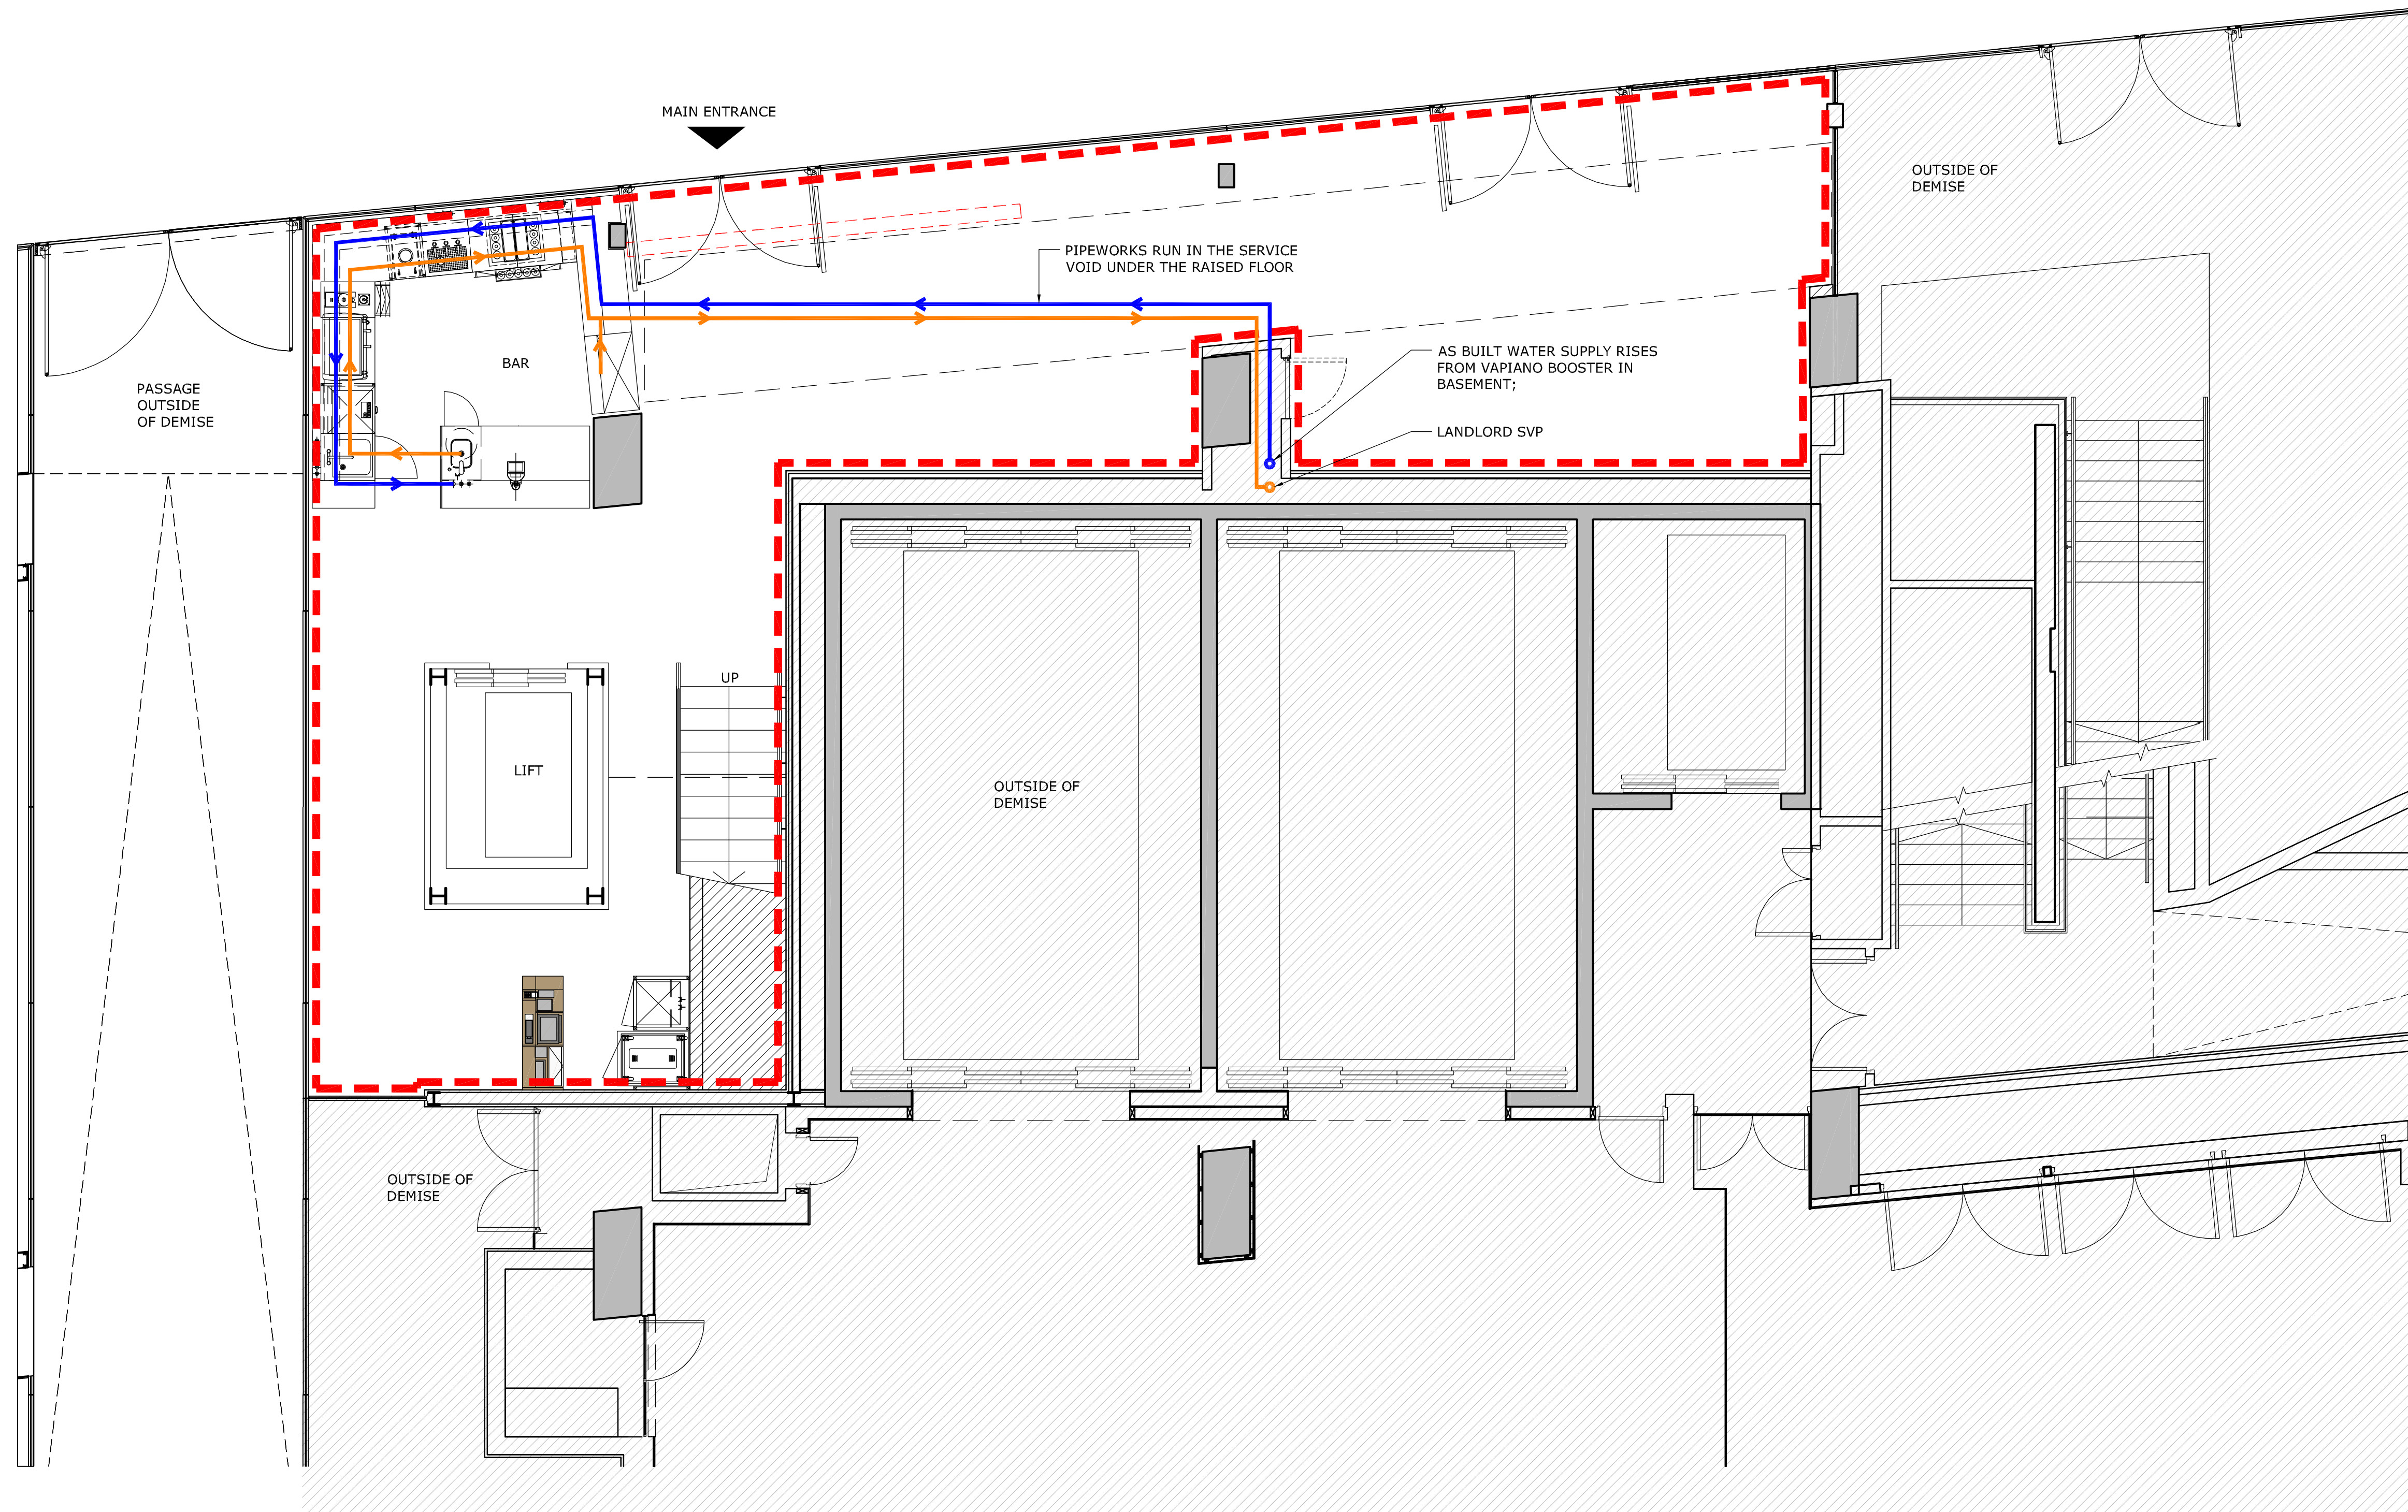 MAIN ENTRANCE
OUTSIDE OF
DEMISE
PIPEWORKS RUN IN THE SERVICE
VOID UNDER THE RAISED FLOOR
AS BUILT WATER SUPPLY RISES
FROM VAPIANO BOOSTER IN
BASEMENT;
BAR
PASSAGE
OUTSIDE
OF DEMISE
LANDLORD SVP
UP
LIFT
OUTSIDE OF
DEMISE
OUTSIDE OF
DEMISE